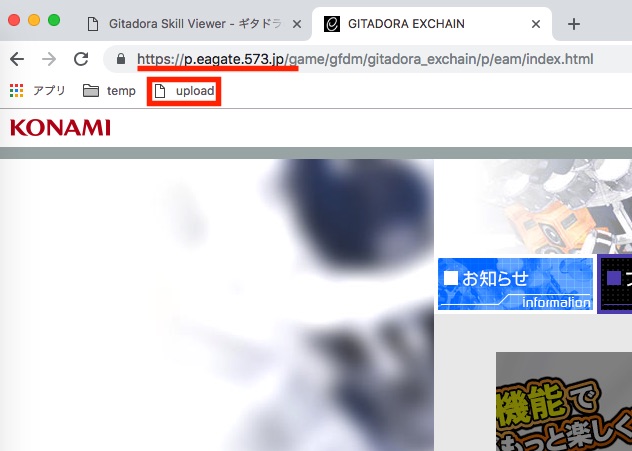 Gitadora Skill Viewer - ギタドラ
GITADORA EXCHAIN
https://p.eagate.573.jp/game/gfdm/gitadora_exchain/p/eam/index.html
アプリ
temp
upload
KONAMI
お知らせ
information
機能で
もっと楽しく